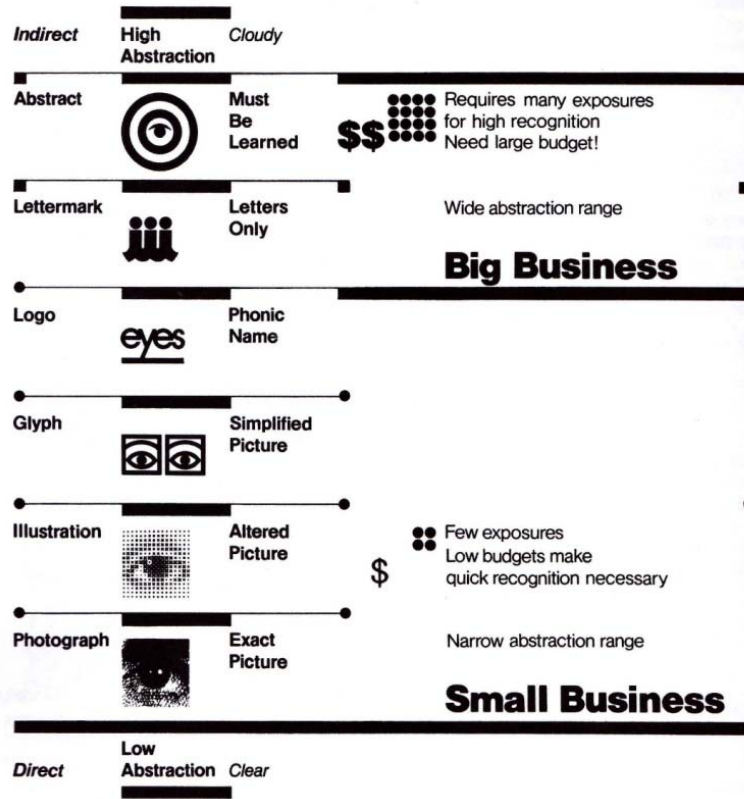 Indirect High Abstraction Cloudy
Abstract Must Be Learned $$ Requires many exposures
for high recognition
Need large budget!
Lettermark jjj Letters Only Wide abstraction range
Big Business
Logo eyes Phonic Name
Glyph Simplified Picture
Illustration Altered Picture Few exposures
$ Low budgets make
quick recognition necessary
Photograph Exact Picture Narrow abstraction range
Small Business
Direct Low Abstraction Clear